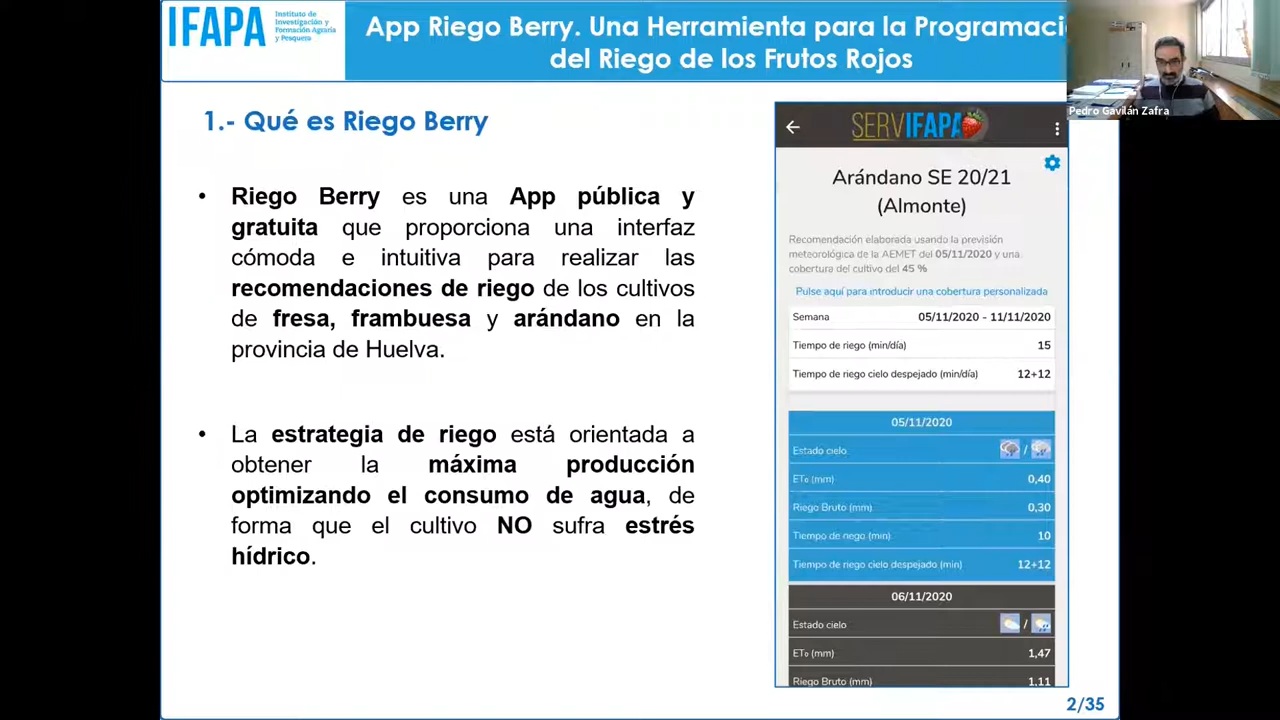 IFAPA
Instituto de
Investigación y
Formación Agraria
y Pesquera
App Riego Berry. Una Herramienta para la Programaci
del Riego de los Frutos Rojos
Pedro Gavilán Zafra
1.- Qué es Riego Berry
• Riego Berry es una App pública y
gratuita que proporciona una interfaz
cómoda e intuitiva para realizar las
recomendaciones de riego de los cultivos
de fresa, frambuesa y arándano en la
provincia de Huelva.
• La estrategia de riego está orientada a
obtener la máxima producción
optimizando el consumo de agua, de
forma que el cultivo NO sufra estrés
hídrico.
SERVIFAPA
Arándano SE 20/21
(Almonte)
Recomendación elaborada usando la previsión
meteorológica de la AEMET del 05/11/2020 y una
cobertura del cultivo del 45 %
Pulse aquí para introducir una cobertura personalizada
Semana 05/11/2020 - 11/11/2020
Tiempo de riego (min/día) 15
Tiempo de riego cielo despejado (min/día) 12+12
05/11/2020
Estado cielo /
ET₀ (mm) 0,40
Riego Bruto (mm) 0,30
Tiempo de riego (min) 10
Tiempo de riego cielo despejado (min) 12+12
06/11/2020
Estado cielo /
ET₀ (mm) 1,47
Riego Bruto (mm) 1,11
2/35